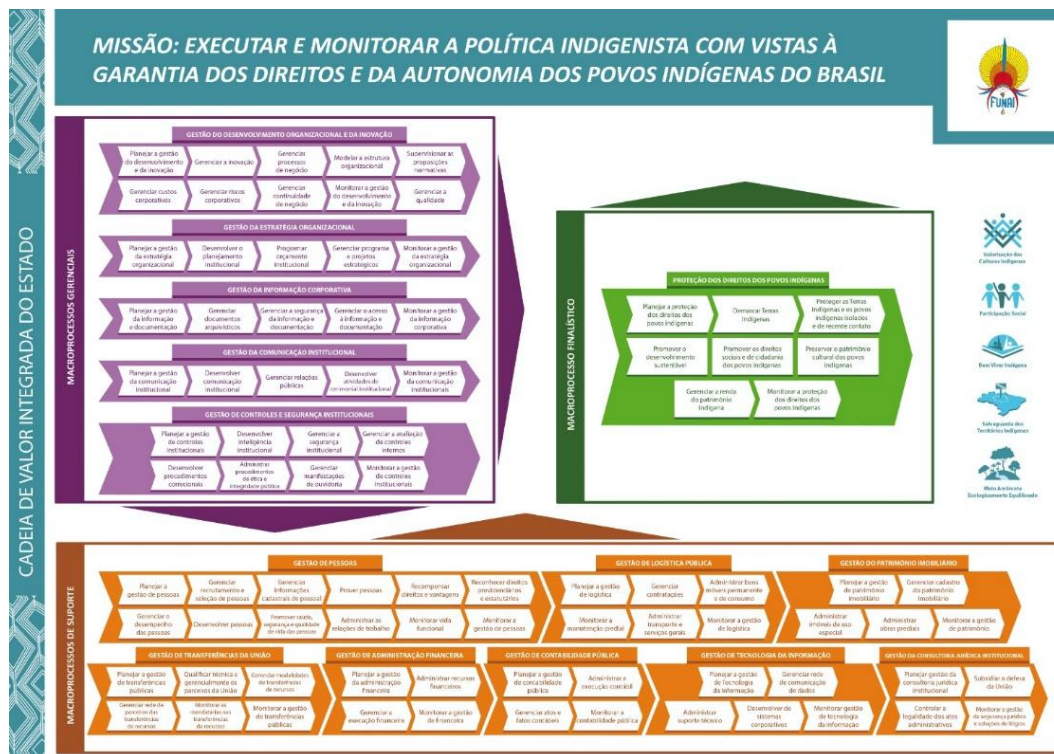 MISSÃO: EXECUTAR E MONITORAR A POLÍTICA INDIGENISTA COM VISTAS À
GARANTIA DOS DIREITOS E DA AUTONOMIA DOS POVOS INDÍGENAS DO BRASIL
FUNAI
CADEIA DE VALOR INTEGRADA DO ESTADO
MACROPROCESSOS GERENCIAIS
GESTÃO DO DESENVOLVIMENTO ORGANIZACIONAL E DA INOVAÇÃO
Planejar a gestão
do desenvolvimento
e da inovação
Gerenciar a inovação
Gerenciar
processos
de negócio
Modelar a estrutura
organizacional
Supervisionar as
proposições
normativas
Gerenciar custos
corporativos
Gerenciar riscos
corporativos
Gerenciar
continuidade
de negócio
Monitorar a gestão
do desenvolvimento
e da inovação
Gerenciar a
qualidade
GESTÃO DA ESTRATÉGIA ORGANIZACIONAL
Planejar a gestão
da estratégia
organizacional
Desenvolver o
planejamento
institucional
Programar
orçamento
institucional
Gerenciar programa
e projetos
estratégicos
Monitorar a gestão
da estratégia
organizacional
GESTÃO DA INFORMAÇÃO CORPORATIVA
Planejar a gestão
da informação
e documentação
Gerenciar
documentos
arquivísticos
Gerenciar a segurança
da informação e
documentação
Gerenciar o acesso
à informação e
documentação
Monitorar a gestão
da informação
corporativa
GESTÃO DA COMUNICAÇÃO INSTITUCIONAL
Planejar a gestão
da comunicação
institucional
Desenvolver
comunicação
institucional
Gerenciar relações
públicas
Desenvolver
atividades de
cerimonial institucional
Monitorar a gestão
da comunicação
institucionais
GESTÃO DE CONTROLES E SEGURANÇA INSTITUCIONAIS
Planejar a gestão
de controles
institucionais
Desenvolver
inteligência
institucional
Gerenciar a
segurança
institucional
Gerenciar a avaliação
de controles
internos
Desenvolver
procedimentos
correicionais
Administrar
procedimentos
de ética e
integridade pública
Gerenciar
manifestações
de ouvidoria
Monitorar a gestão
de controles
institucionais
MACROPROCESSO FINALÍSTICO
PROTEÇÃO DOS DIREITOS DOS POVOS INDÍGENAS
Planejar a proteção
dos direitos dos
povos indígenas
Demarcar Terras
Indígenas
Proteger as Terras
Indígenas e os povos
indígenas isolados
e de recente contato
Promover o
desenvolvimento
sustentável
Promover os direitos
sociais e de cidadania
dos povos indígenas
Preservar o patrimônio
cultural dos povos
indígenas
Gerenciar a renda
do patrimônio
indígena
Monitorar a proteção
dos direitos dos
povos indígenas
Valorização das
Culturas Indígenas
Participação Social
Bem Viver Indígena
Salvaguarda dos
Territórios Indígenas
Meio Ambiente
Ecologicamente Equilibrado
MACROPROCESSOS DE SUPORTE
GESTÃO DE PESSOAS
Planejar a
gestão de pessoas
Gerenciar
recrutamento e
seleção de pessoas
Gerenciar
informações
cadastrais de pessoal
Prover pessoas
Recompensar
direitos e vantagens
Reconhecer direitos
previdenciários
e estatutários
Gerenciar o
desempenho
das pessoas
Desenvolver pessoas
Promover saúde,
segurança e qualidade
de vida das pessoas
Administrar as
relações de trabalho
Monitorar vida
funcional
Monitorar a
gestão de pessoas
GESTÃO DE LOGÍSTICA PÚBLICA
Planejar a gestão
de logística
Gerenciar
contratações
Administrar bens
móveis permanente
e de consumo
Monitorar a
manutenção predial
Administrar
transporte e
serviços gerais
Monitorar a gestão
de logística
GESTÃO DO PATRIMÔNIO IMOBILIÁRIO
Planejar a gestão
de patrimônio
imobiliário
Gerenciar cadastro
do patrimônio
imobiliário
Administrar
imóveis de uso
especial
Administrar
obras prediais
Monitorar a gestão
de patrimônio
GESTÃO DE TRANSFERÊNCIAS DA UNIÃO
Planejar a gestão
de transferências
públicas
Qualificar técnica e
gerencialmente os
parceiros da União
Gerenciar modalidades
de transferências
de recursos
Gerenciar rede de
parceiros das
transferências
de recursos
Monitorar as
transferências
de recursos
Monitorar a gestão
de transferências
públicas
GESTÃO DE ADMINISTRAÇÃO FINANCEIRA
Planejar a gestão
da administração
financeira
Administrar recursos
financeiros
Gerenciar a
execução financeira
Monitorar a gestão
de financeira
GESTÃO DE CONTABILIDADE PÚBLICA
Planejar a gestão
de contabilidade
pública
Administrar a
execução contábil
Gerenciar atos e
fatos contábeis
Monitorar a
contabilidade pública
GESTÃO DE TECNOLOGIA DA INFORMAÇÃO
Planejar a gestão
de Tecnologia
da informação
Gerenciar rede
de comunicação
de dados
Administrar
suporte técnico
Desenvolver de
sistemas
corporativos
Monitorar gestão
de tecnologia
da informação
GESTÃO DA CONSULTORIA JURÍDICA INSTITUCIONAL
Planejar gestão
da consultoria
jurídica
institucional
Subsidiar a defesa
da União
Controlar a
legalidade dos atos
administrativos
Monitorar a gestão
da segurança jurídica
e soluções de litígios